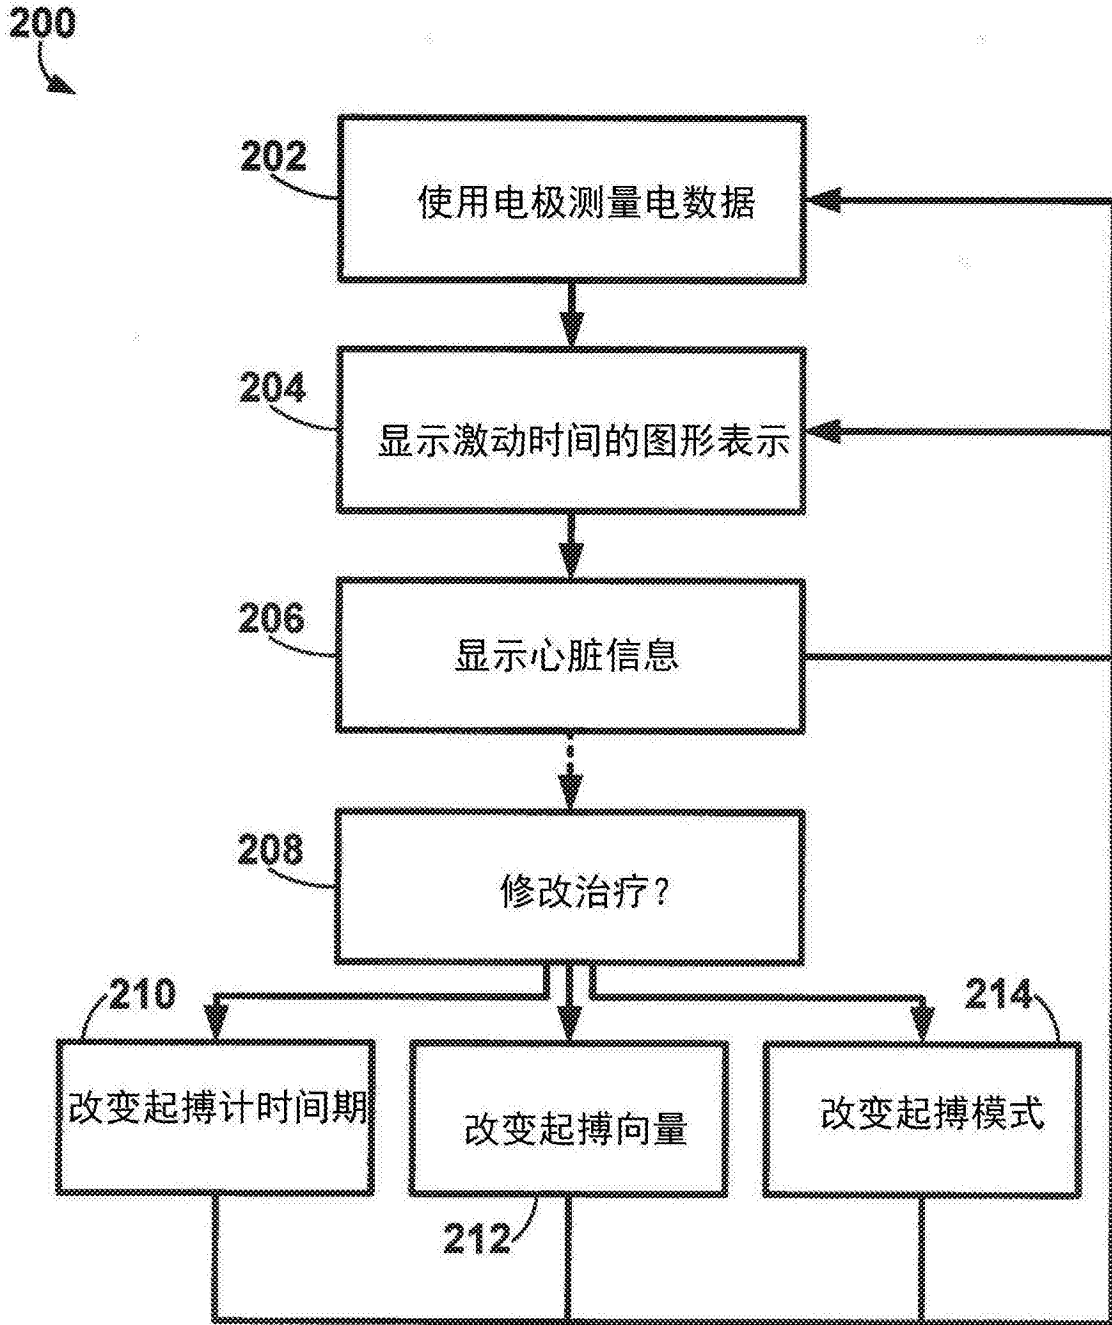 200
202
使用电极测量电数据
204
显示激动时间的图形表示
206
显示心脏信息
208
修改治疗?
210
214
改变起搏计时间期
改变起搏向量
改变起搏模式
212